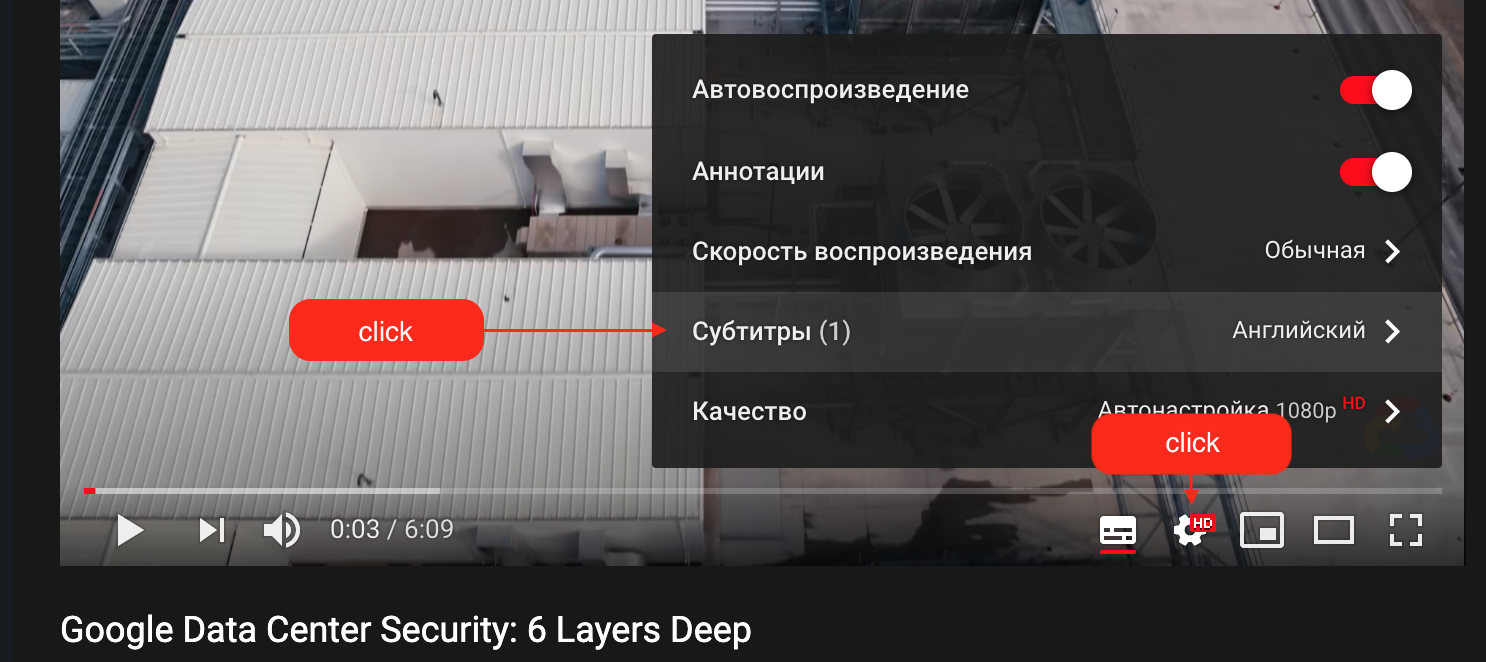 Автовоспроизведение
Аннотации
Скорость воспроизведения Обычная
click
Субтитры (1) Английский
Качество Автонастройка 1080p HD
click
0:03 / 6:09
HD
Google Data Center Security: 6 Layers Deep